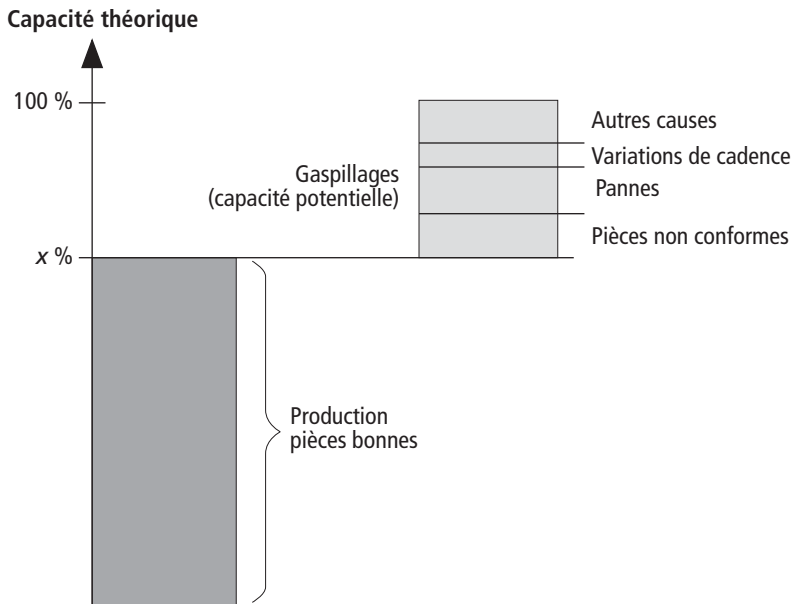 Capacité théorique
100 %
Autres causes
Variations de cadence
Gaspillages
(capacité potentielle)
Pannes
Pièces non conformes
x %
Production
pièces bonnes